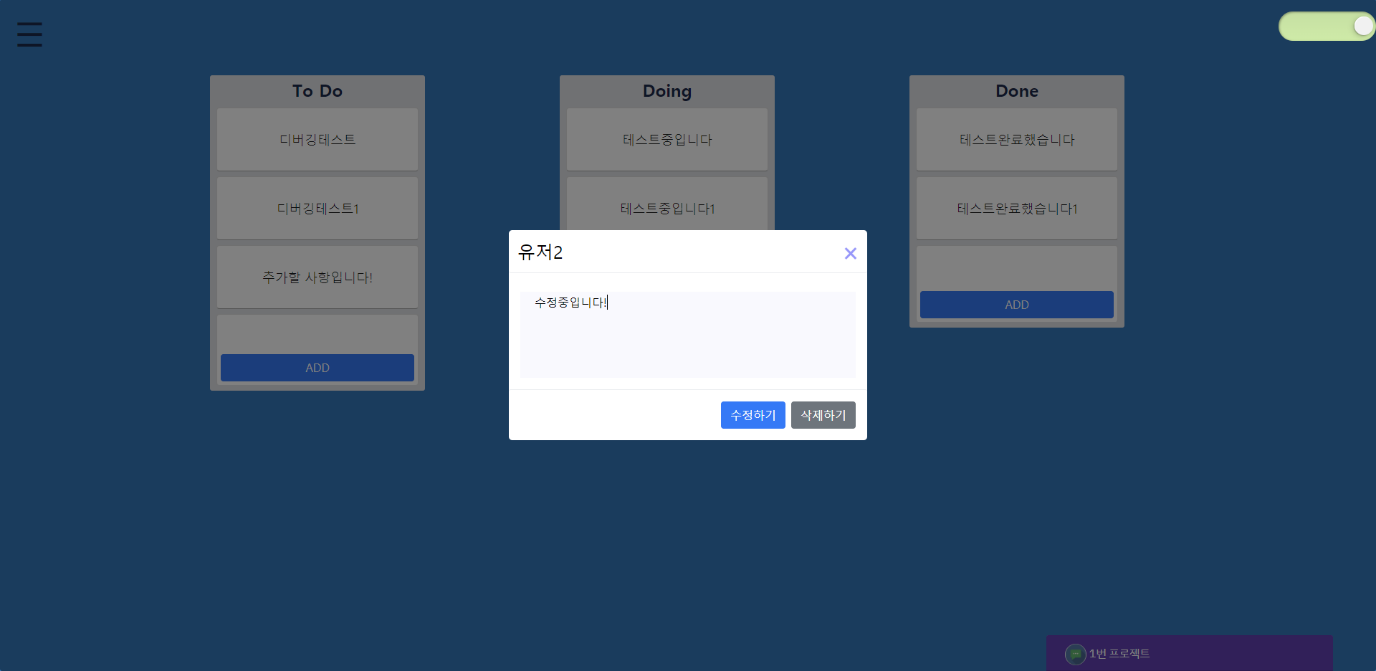 To Do
디버깅테스트
디버깅테스트1
추가할 사항입니다!
ADD
Doing
테스트중입니다
테스트중입니다1
Done
테스트완료했습니다
테스트완료했습니다1
ADD
유저2
수정중입니다!
수정하기
삭제하기
1번 프로젝트